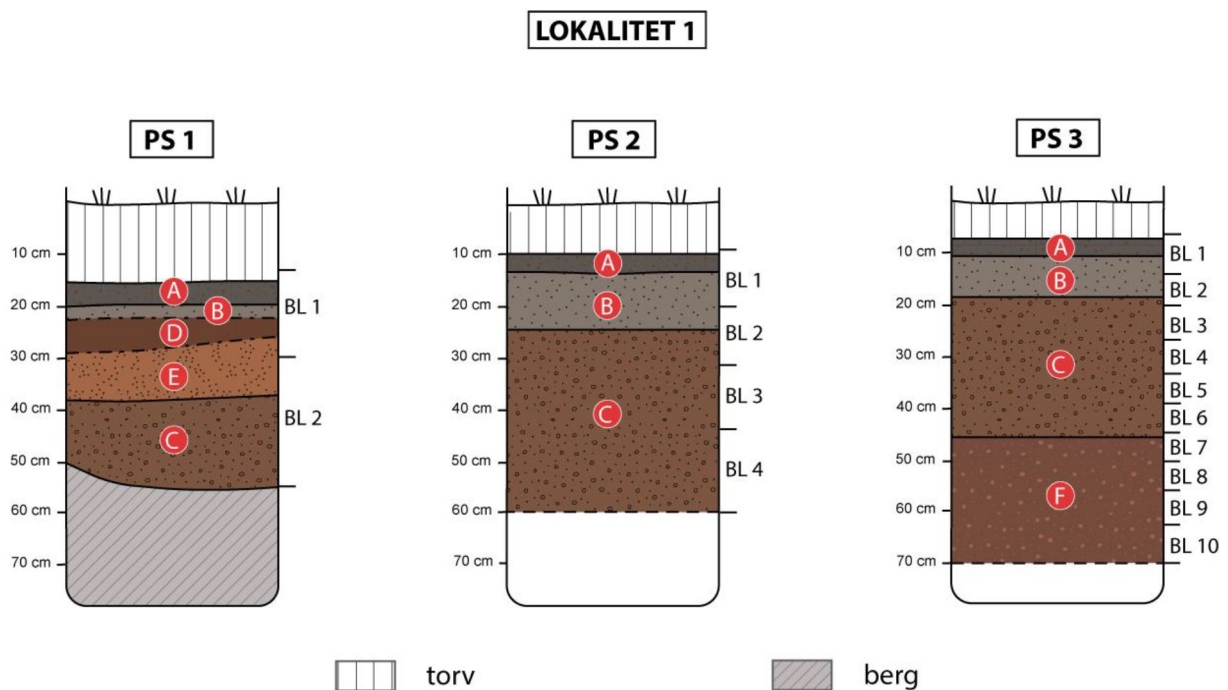 LOKALITET 1
PS 1
10 cm
20 cm
30 cm
40 cm
50 cm
60 cm
70 cm
A
B
D
E
C
BL 1
BL 2
PS 2
10 cm
20 cm
30 cm
40 cm
50 cm
60 cm
70 cm
A
B
C
BL 1
BL 2
BL 3
BL 4
PS 3
10 cm
20 cm
30 cm
40 cm
50 cm
60 cm
70 cm
A
B
C
F
BL 1
BL 2
BL 3
BL 4
BL 5
BL 6
BL 7
BL 8
BL 9
BL 10
torv
berg